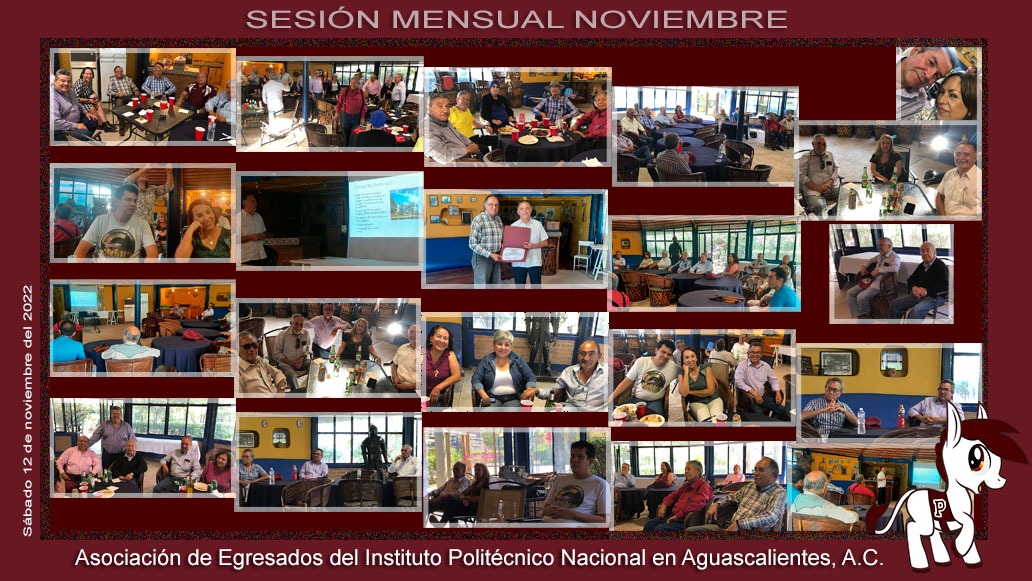 SESIÓN MENSUAL NOVIEMBRE
Sábado 12 de noviembre del 2022
P
Asociación de Egresados del Instituto Politécnico Nacional en Aguascalientes, A.C.